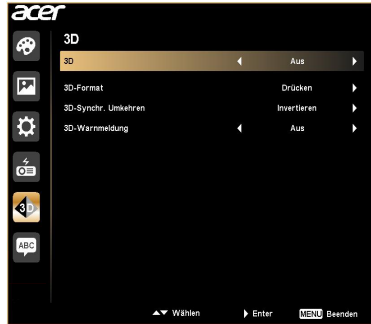 acer
3D
3D Aus
3D-Format Drücken
3D-Synchr. Umkehren Invertieren
3D-Warnmeldung Aus
3D
ABC
Wählen Enter MENU Beenden